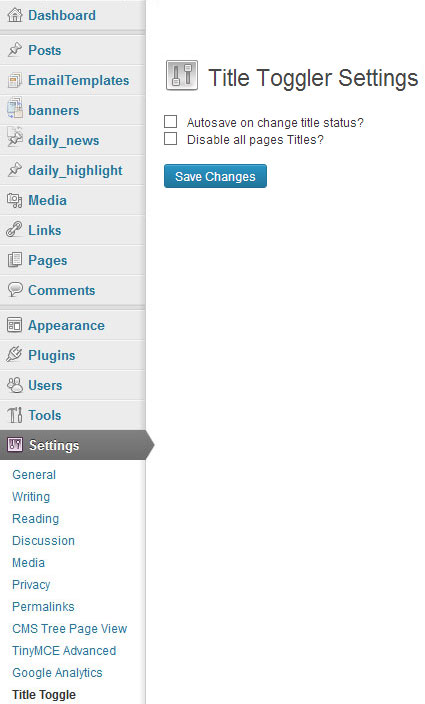 Dashboard
Posts
EmailTemplates
banners
daily_news
daily_highlight
Media
Links
Pages
Comments
Appearance
Plugins
Users
Tools
Settings
General
Writing
Reading
Discussion
Media
Privacy
Permalinks
CMS Tree Page View
TinyMCE Advanced
Google Analytics
Title Toggle
Title Toggler Settings
Autosave on change title status?
Disable all pages Titles?
Save Changes